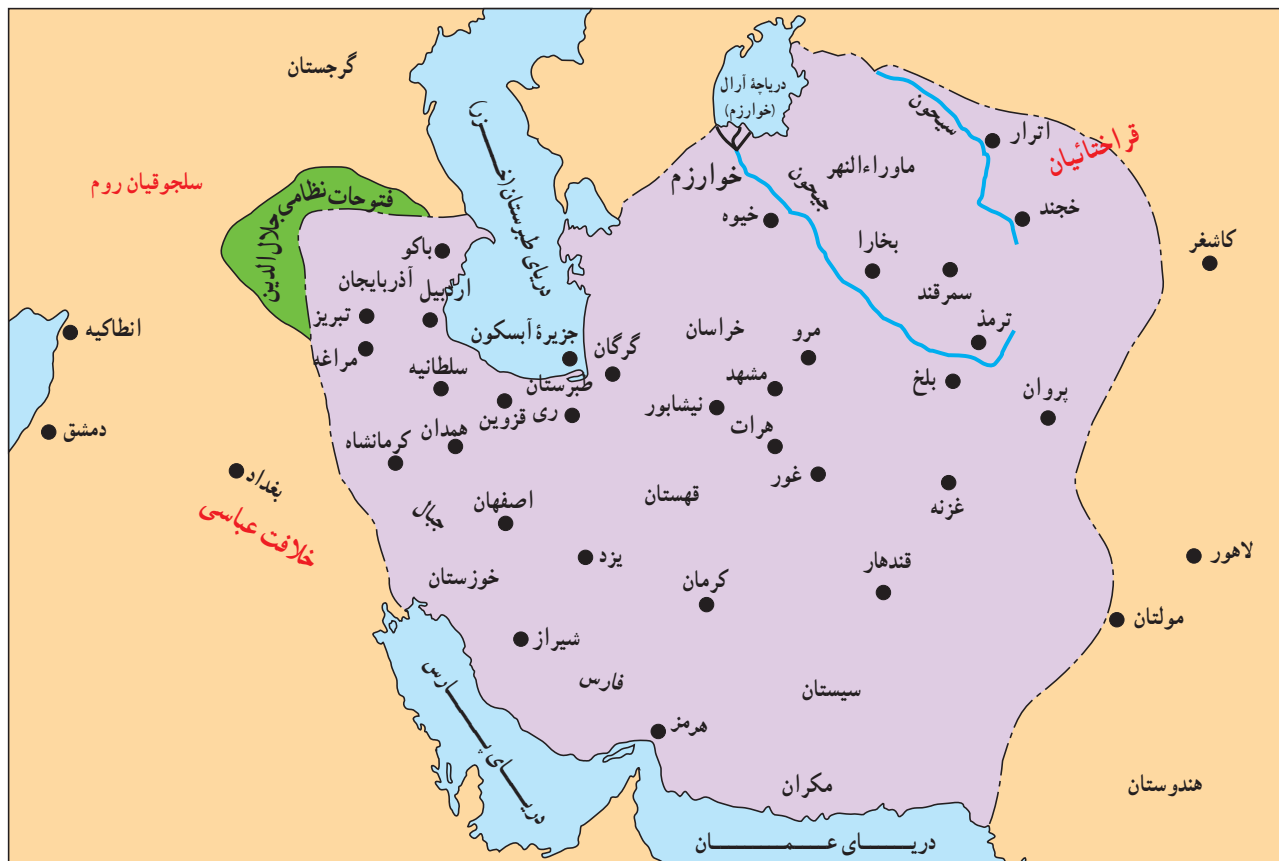 گرجستان
دریای طبرستان (خزر)
دریاچهٔ آرال
(خوارزم)
سیحون
اترار
قراختائیان
ماوراءالنهر
خوارزم
جیحون
سلجوقیان روم
فتوحات نظامی جلال الدین
خجند
خیوه
کاشغر
باکو
بخارا
سمرقند
آذربایجان
اردبیل
تبریز
انطاکیه
جزیرهٔ آبسکون
گرگان
خراسان
مرو
ترمذ
مراغه
سلطانیه
طبرستان
مشهد
بلخ
پروان
نیشابور
ری
قزوین
همدان
هرات
دمشق
کرمانشاه
غور
بغداد
غزنه
قهستان
اصفهان
جبال
خلافت عباسی
یزد
لاهور
خوزستان
کرمان
قندهار
مولتان
شیراز
فارس
سیستان
دریای پارس
هرمز
مکران
هندوستان
دریای عمان